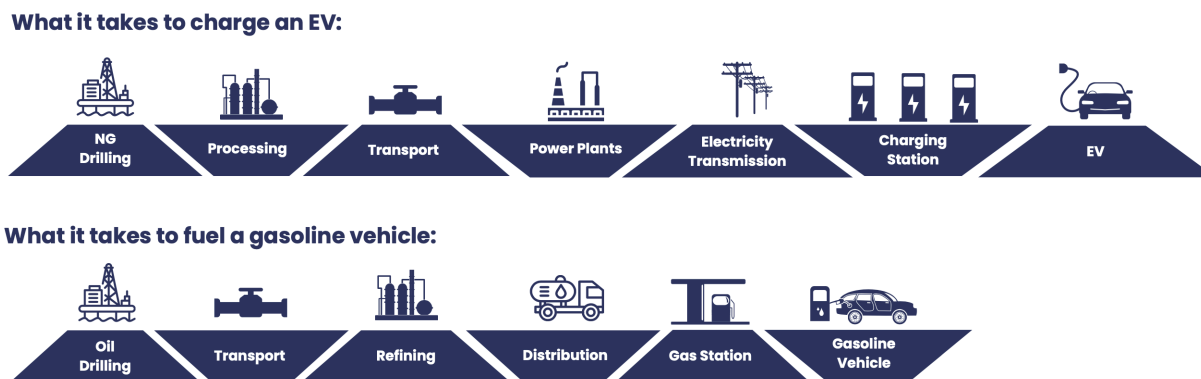 What it takes to charge an EV:
NG
Drilling
Processing
Transport
Power Plants
Electricity
Transmission
Charging
Station
EV
What it takes to fuel a gasoline vehicle:
Oil
Drilling
Transport
Refining
Distribution
Gas Station
Gasoline
Vehicle